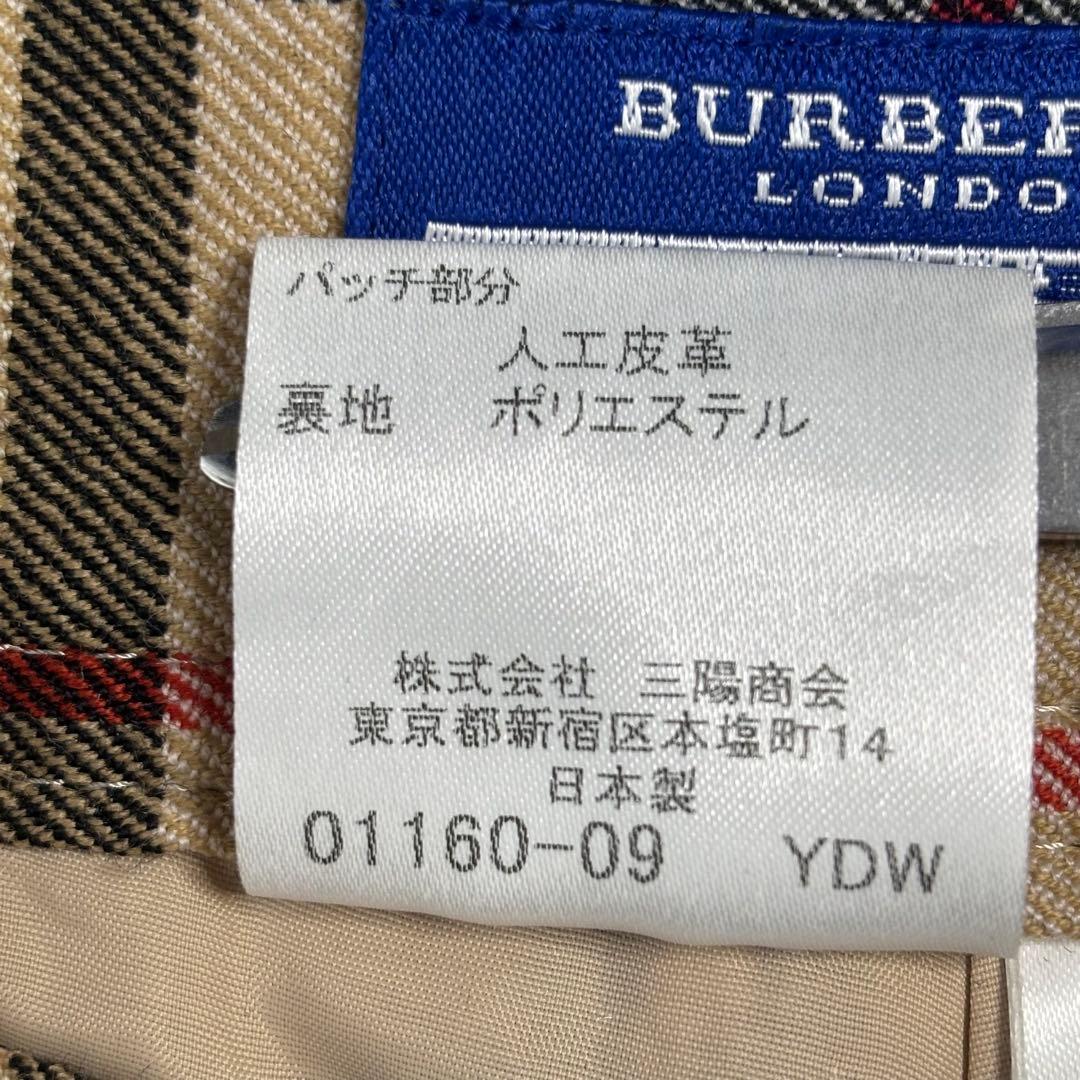 BURBER
LONDO
パッチ部分
人工皮革
裏地 ポリエステル
株式会社 三陽商会
東京都新宿区本塩町14
日本製
01160-09 YDW